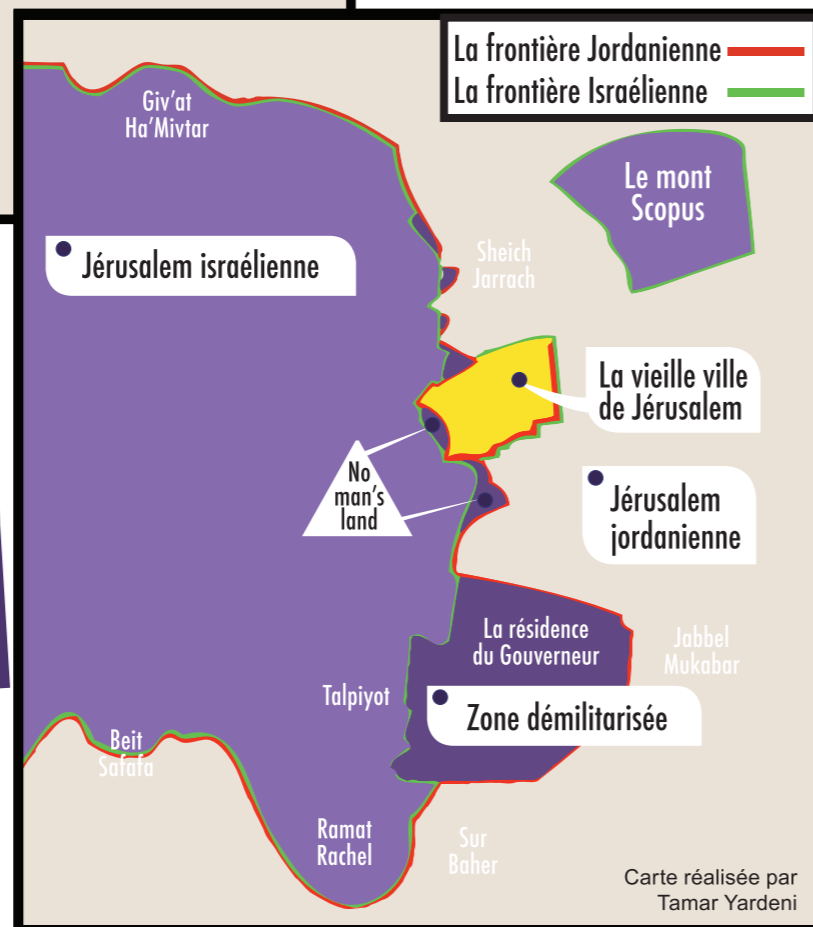 La frontière Jordanienne
La frontière Israélienne
Giv'at
Ha'Mivtar
Le mont
Scopus
Jérusalem israélienne
Sheich
Jarrach
La vieille ville
de Jérusalem
No
man's
land
Jérusalem
jordanienne
La résidence
du Gouverneur
Jabbel
Mukabar
Talpiyot
Zone démilitarisée
Beit
Safafa
Ramat
Rachel
Sur
Baher
Carte réalisée par
Tamar Yardeni